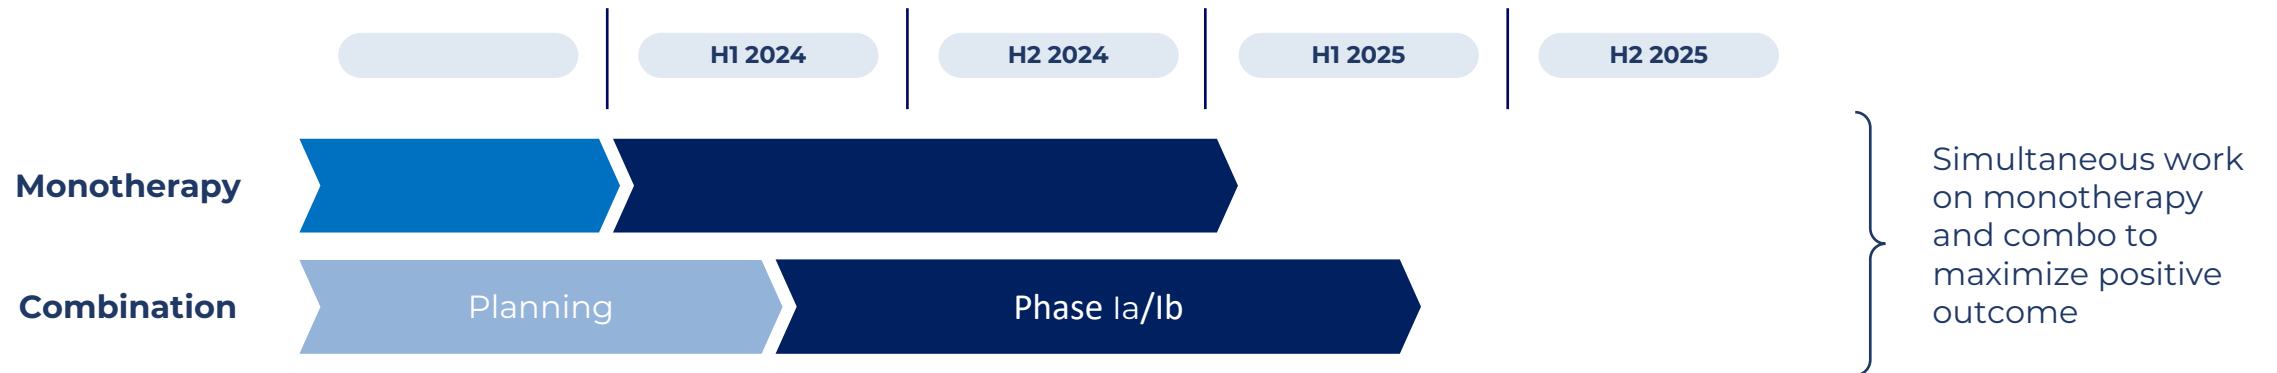 H1 2024
H2 2024
H1 2025
H2 2025
Monotherapy
Combination
Planning
Phase Ia/Ib
Simultaneous work
on monotherapy
and combo to
maximize positive
outcome